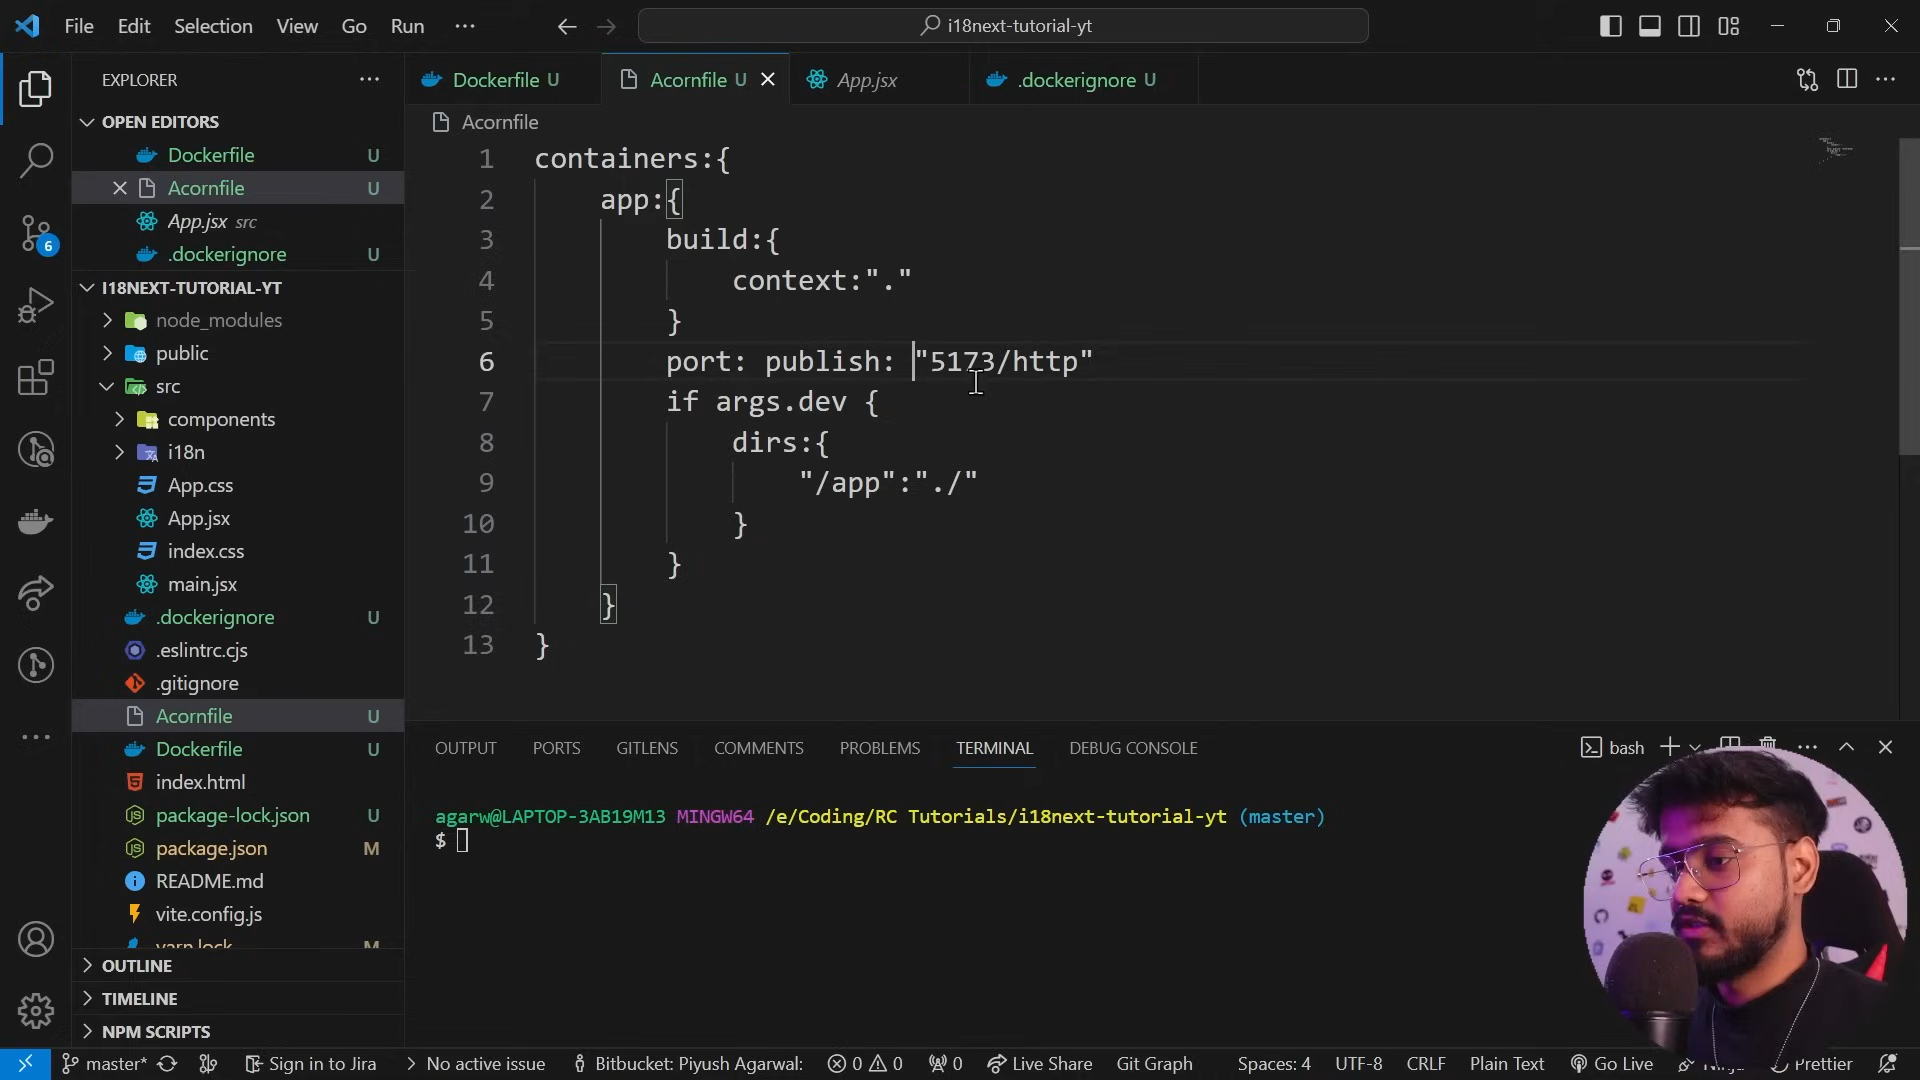 File Edit Selection View Go Run ···
i18next-tutorial-yt
EXPLORER ···
Dockerfile U
Acornfile U
App.jsx
.dockerignore U
OPEN EDITORS
Dockerfile U
Acornfile U
App.jsx src
.dockerignore U
I18NEXT-TUTORIAL-YT
node_modules
public
src
components
i18n
App.css
App.jsx
index.css
main.jsx
.dockerignore U
.eslintrc.cjs
.gitignore
Acornfile U
Dockerfile U
index.html
package-lock.json U
package.json M
README.md
vite.config.js
yarn.lock M
OUTLINE
TIMELINE
NPM SCRIPTS
6
Acornfile
1 containers:{
2 app:{
3 build:{
4 context:"."
5 }
6 port: publish: "5173/http"
7 if args.dev {
8 dirs:{
9 "/app":"./"
10 }
11 }
12 }
13 }
OUTPUT PORTS GITLENS COMMENTS PROBLEMS TERMINAL DEBUG CONSOLE
bash
agarw@LAPTOP-3AB19M13 MINGW64 /e/Coding/RC Tutorials/i18next-tutorial-yt (master)
$
master* Sign in to Jira No active issue Bitbucket: Piyush Agarwal: 0 0 0 Live Share Git Graph Spaces: 4 UTF-8 CRLF Plain Text Go Live Prettier